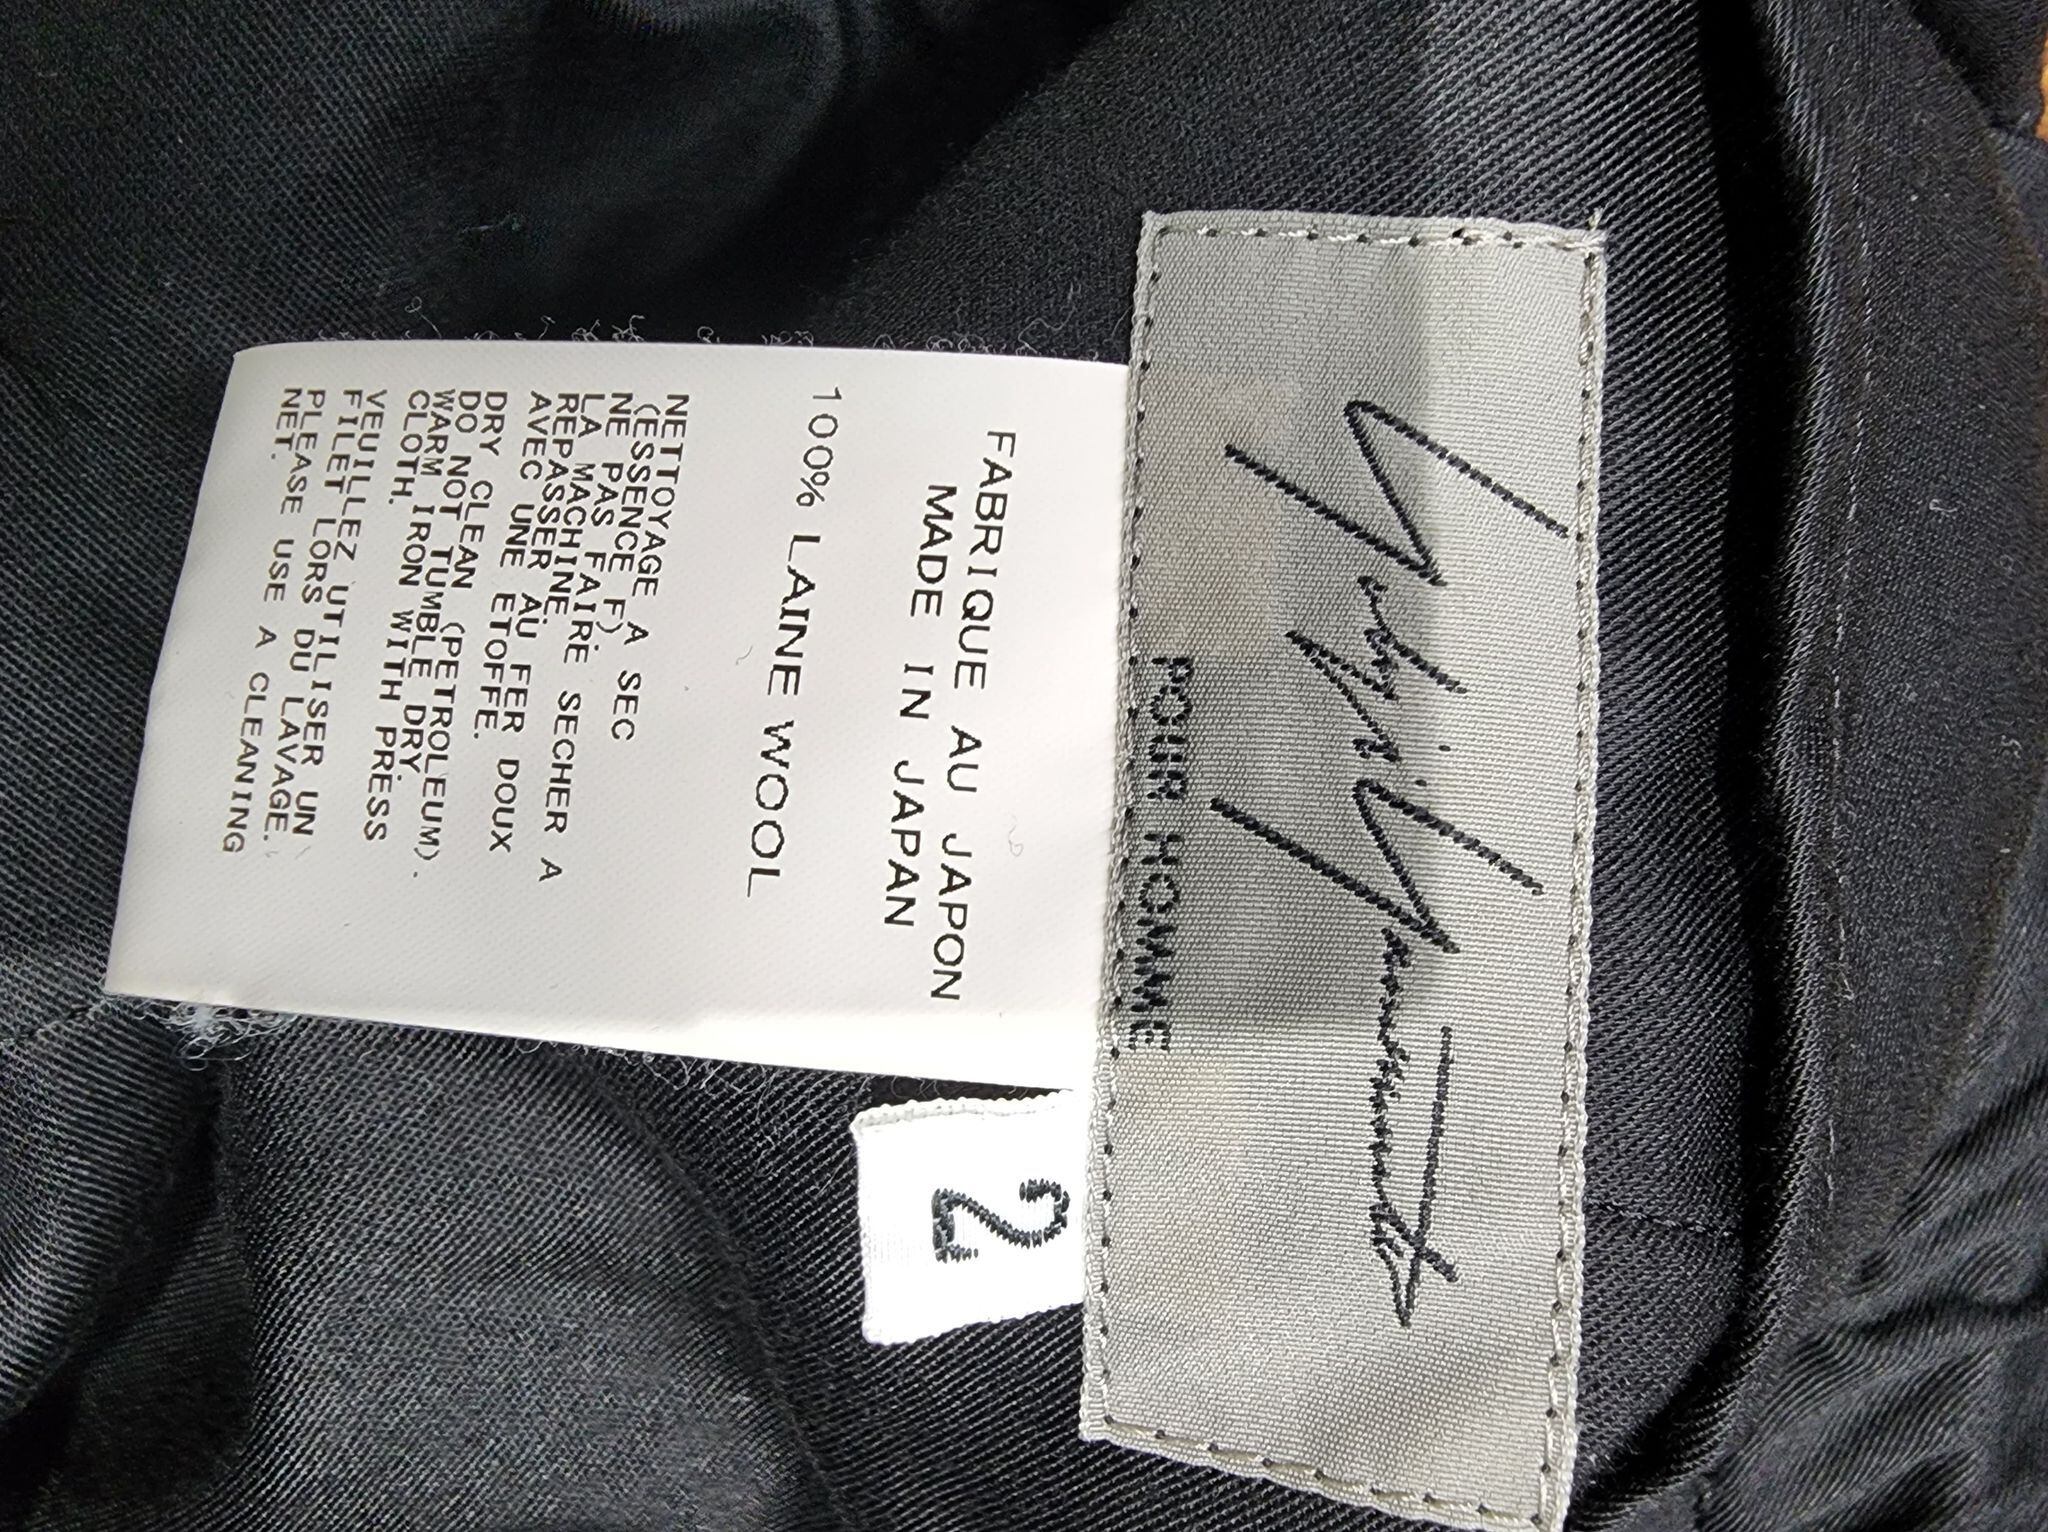 Yohji Yamamoto
POUR HOMME
2
FABRIQUE AU JAPON
MADE IN JAPAN
100% LAINE WOOL
NETTOYAGE A SEC
(ESSENCE F).
NE PAS FAIRE SECHER A
LA MACHINE.
REPASSER AU FER DOUX
AVEC UNE ETOFFE.
DRY CLEAN (PETROLEUM).
DO NOT TUMBLE DRY.
WARM IRON WITH PRESS
CLOTH.
VEUILLEZ UTILISER UN
FILET LORS DU LAVAGE.
PLEASE USE A CLEANING
NET.